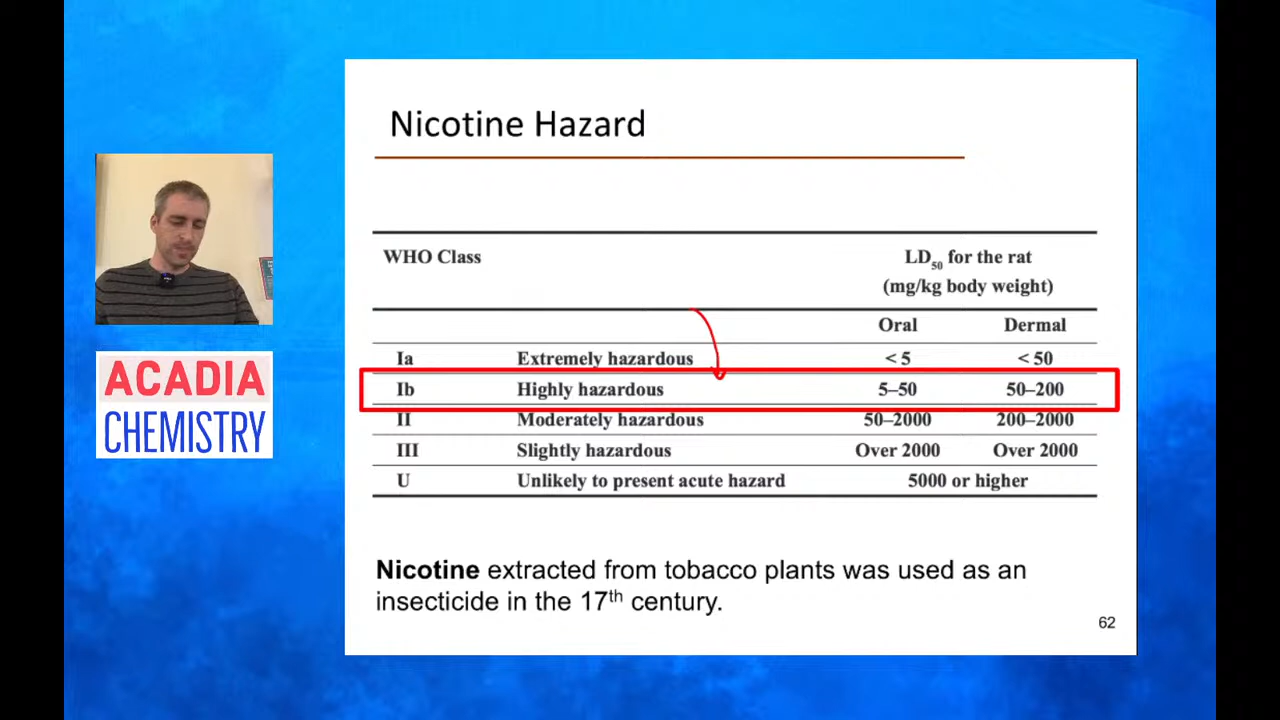 Nicotine Hazard
WHO Class LD50 for the rat
(mg/kg body weight)
Oral Dermal
Ia Extremely hazardous < 5 < 50
Ib Highly hazardous 5–50 50–200
II Moderately hazardous 50–2000 200–2000
III Slightly hazardous Over 2000 Over 2000
U Unlikely to present acute hazard 5000 or higher
Nicotine extracted from tobacco plants was used as an
insecticide in the 17th century.
62
ACADIA
CHEMISTRY